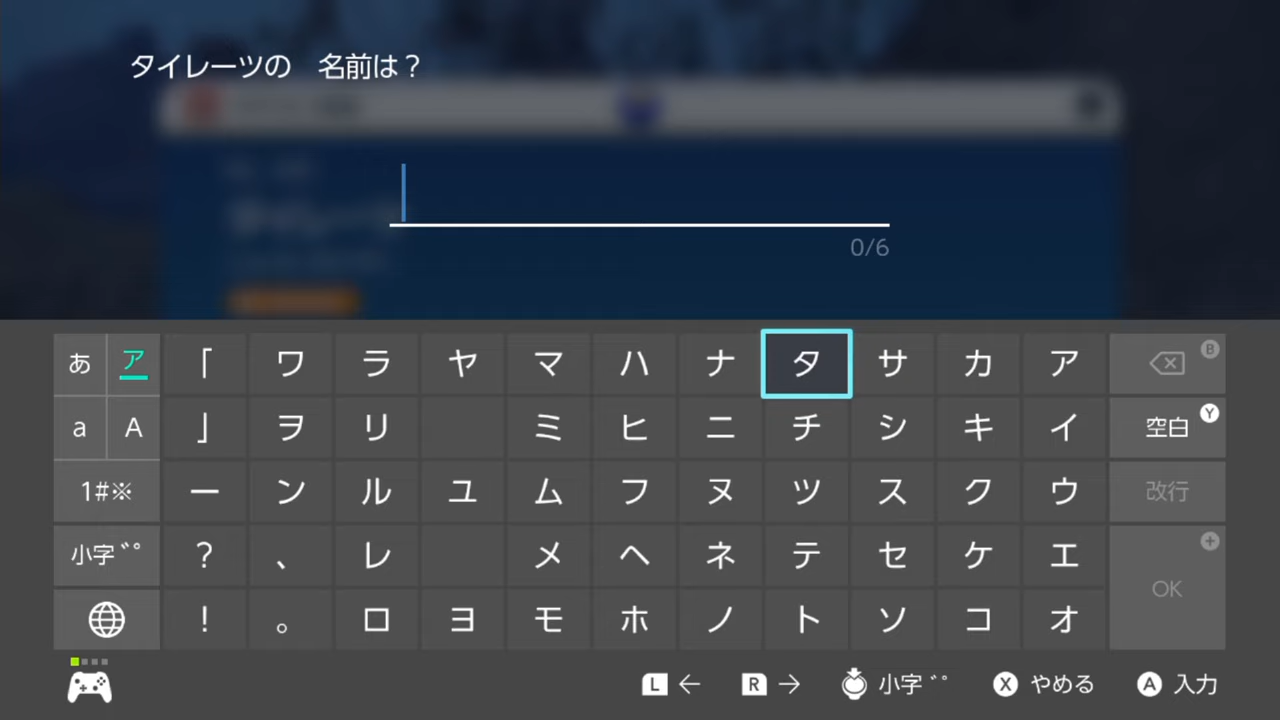 タイレーツの 名前は？
0/6
あ ア 「 ワ ラ ヤ マ ハ ナ タ サ カ ア B
a A 」 ヲ リ ミ ヒ ニ チ シ キ イ 空白 Y
1#※ ー ン ル ユ ム フ ヌ ツ ス ク ウ 改行
小字゛゜ ? 、 レ メ ヘ ネ テ セ ケ エ OK
! 。 ロ ヨ モ ホ ノ ト ソ コ オ
L ← R → 小字゛゜ X やめる A 入力